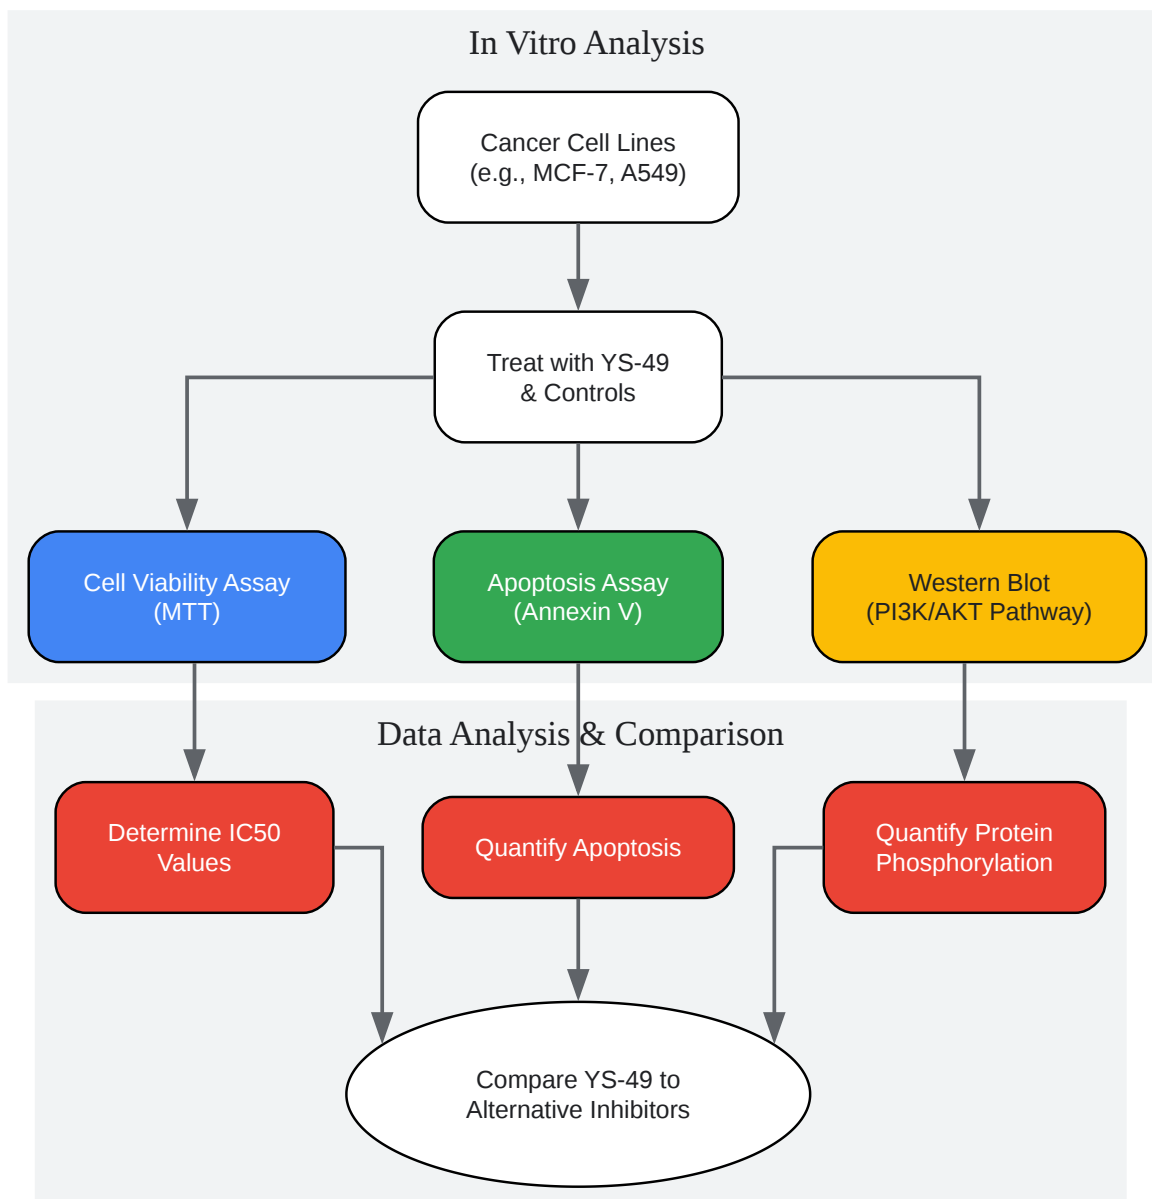 In Vitro Analysis
Cancer Cell Lines
(e.g., MCF-7, A549)
Treat with YS-49
& Controls
Cell Viability Assay
(MTT)
Apoptosis Assay
(Annexin V)
Western Blot
(PI3K/AKT Pathway)
Data Analysis & Comparison
Determine IC50
Values
Quantify Apoptosis
Quantify Protein
Phosphorylation
Compare YS-49 to
Alternative Inhibitors